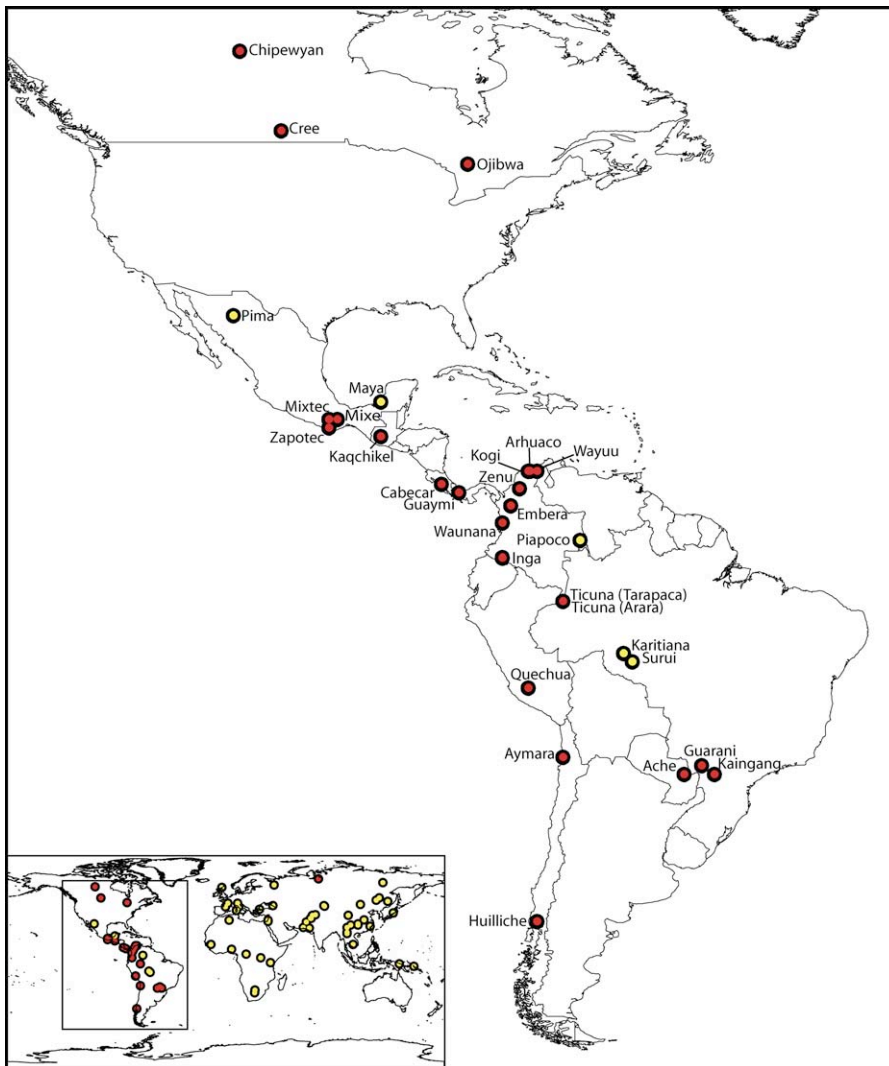 Chipewyan
Cree
Ojibwa
Pima
Maya
Mixtec
Mixe
Zapotec
Kaqchikel
Arhuaco
Kogi
Wayuu
Zenu
Cabecar
Guaymi
Embera
Waunana
Piapoco
Inga
Ticuna (Tarapaca)
Ticuna (Arara)
Karitiana
Surui
Quechua
Aymara
Guarani
Ache
Kaingang
Huilliche